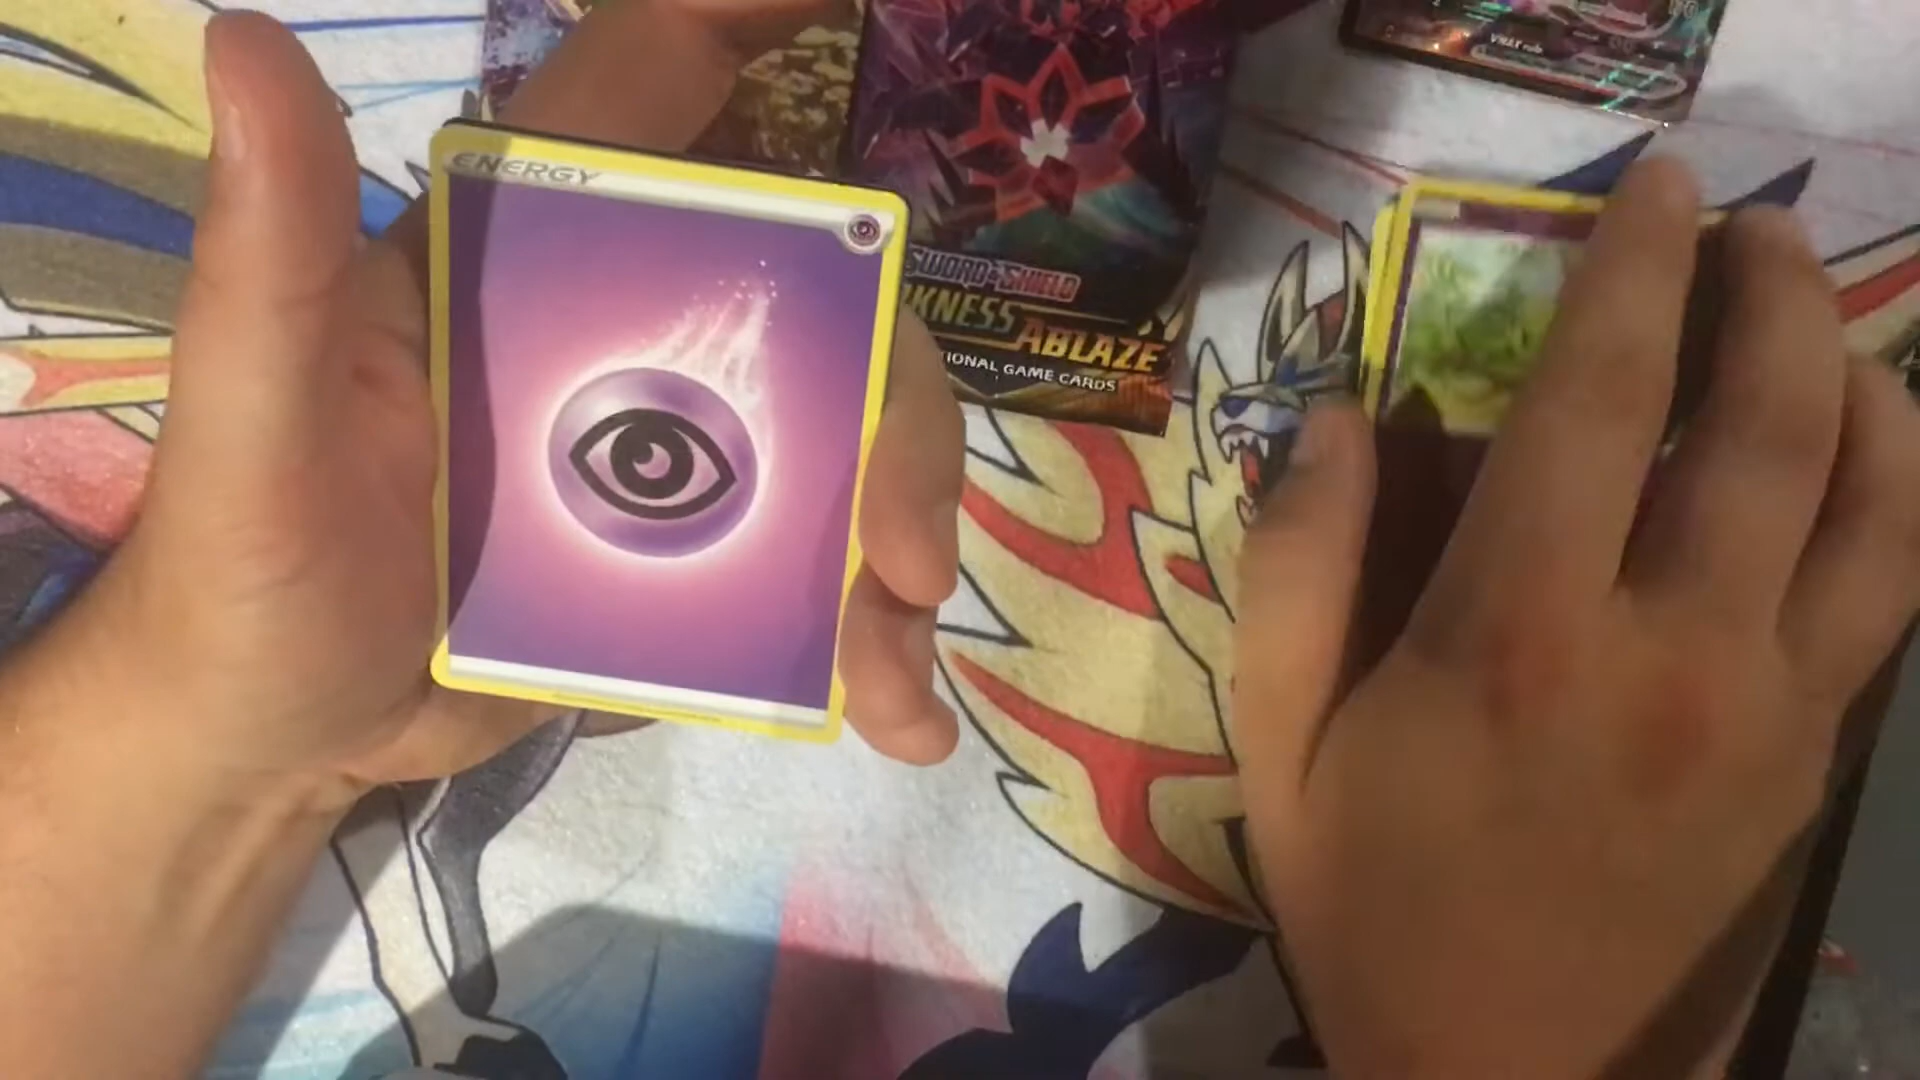 ENERGY
VMAX rule
SWORD & SHIELD
KNESS
ABLAZE
TIONAL GAME CARDS